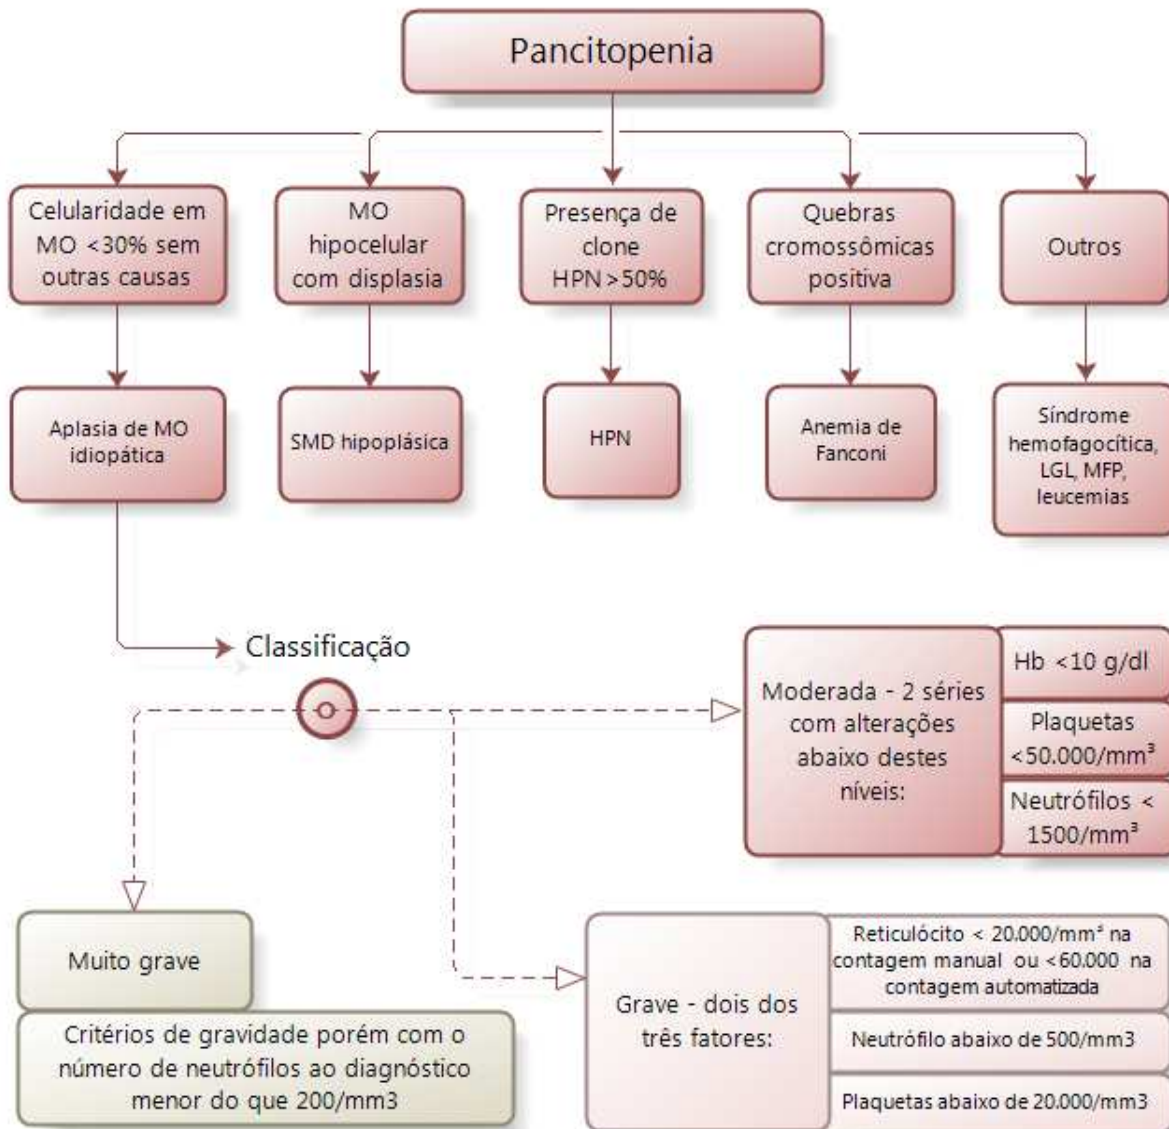 Pancitopenia
Celularidade em
MO <30% sem
outras causas
MO
hipocelular
com displasia
Presença de
clone
HPN>50%
Quebras
cromossômicas
positiva
Outros
Aplasia de MO
idiopática
SMD hipoplásica
HPN
Anemia de
Fanconi
Síndrome
hemofagocítica,
LGL, MFP,
leucemias
Classificação
Moderada - 2 séries
com alterações
abaixo destes
níveis:
Hb <10 g/dl
Plaquetas
<50.000/mm³
Neutrófilos <
1500/mm³
Muito grave
Critérios de gravidade porém com o
número de neutrófilos ao diagnóstico
menor do que 200/mm3
Grave - dois dos
três fatores:
Reticulócito < 20.000/mm³ na
contagem manual ou <60.000 na
contagem automatizada
Neutrófilo abaixo de 500/mm3
Plaquetas abaixo de 20.000/mm3